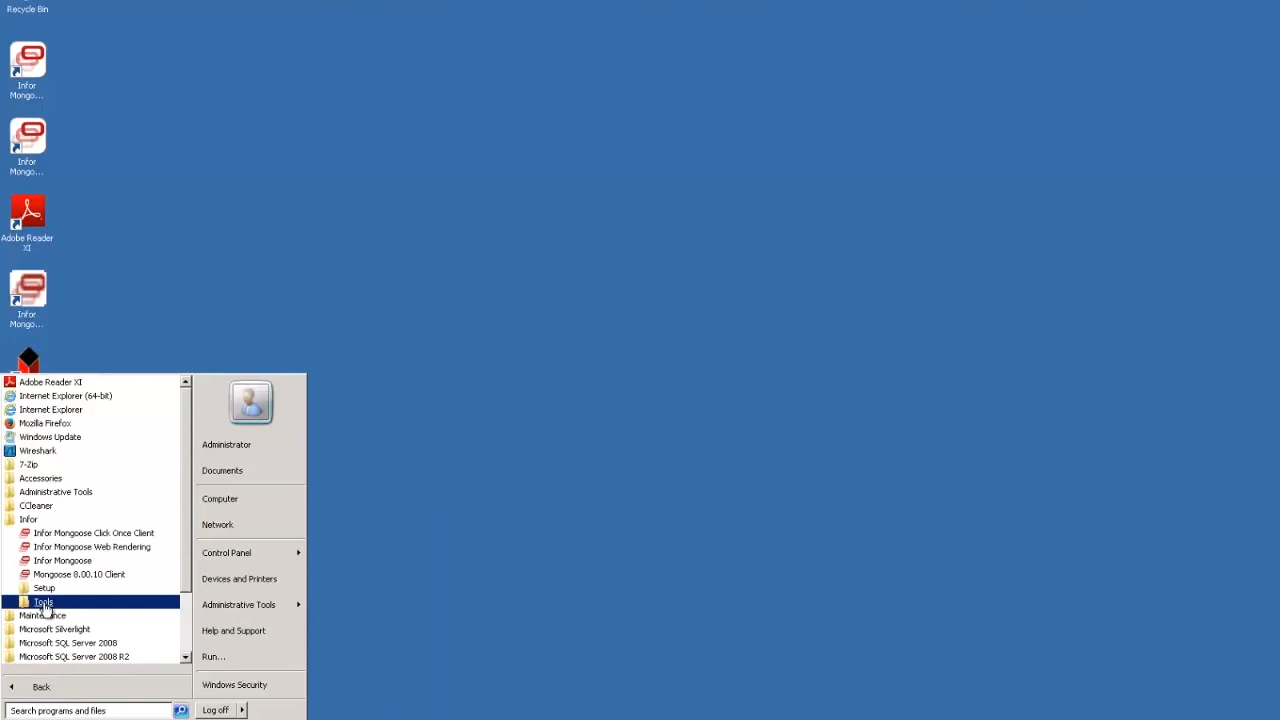 Recycle Bin
Infor
Mongo...
Infor
Mongo...
Adobe Reader
XI
Infor
Mongo...
Adobe Reader XI
Internet Explorer (64-bit)
Internet Explorer
Mozilla Firefox
Windows Update
Wireshark
7-Zip
Accessories
Administrative Tools
CCleaner
Infor
Infor Mongoose Click Once Client
Infor Mongoose Web Rendering
Infor Mongoose
Mongoose 8.00.10 Client
Setup
Tools
Maintenance
Microsoft Silverlight
Microsoft SQL Server 2008
Microsoft SQL Server 2008 R2
Back
Search programs and files
Administrator
Documents
Computer
Network
Control Panel
Devices and Printers
Administrative Tools
Help and Support
Run...
Windows Security
Log off